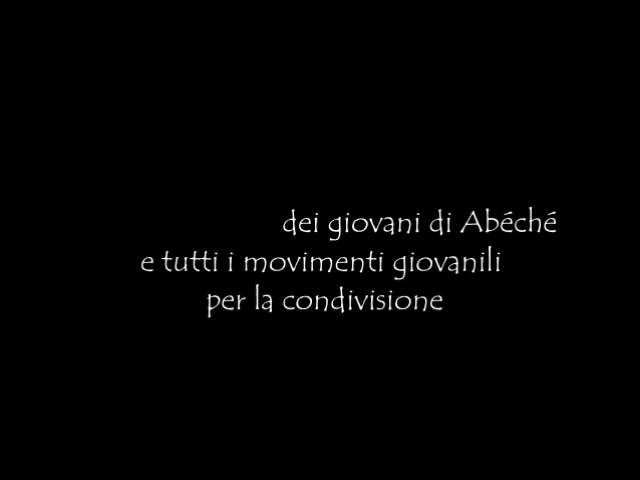 dei giovani di Abéché
e tutti i movimenti giovanili
per la condivisione